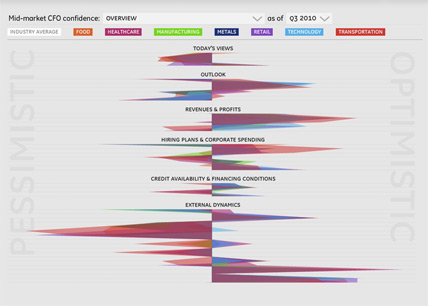 Mid-market CFO confidence: OVERVIEW as of Q3 2010
INDUSTRY AVERAGE FOOD HEALTHCARE MANUFACTURING METALS RETAIL TECHNOLOGY TRANSPORTATION
TODAY'S VIEWS
OUTLOOK
REVENUES & PROFITS
HIRING PLANS & CORPORATE SPENDING
CREDIT AVAILABILITY & FINANCING CONDITIONS
EXTERNAL DYNAMICS
PESSIMISTIC
OPTIMISTIC